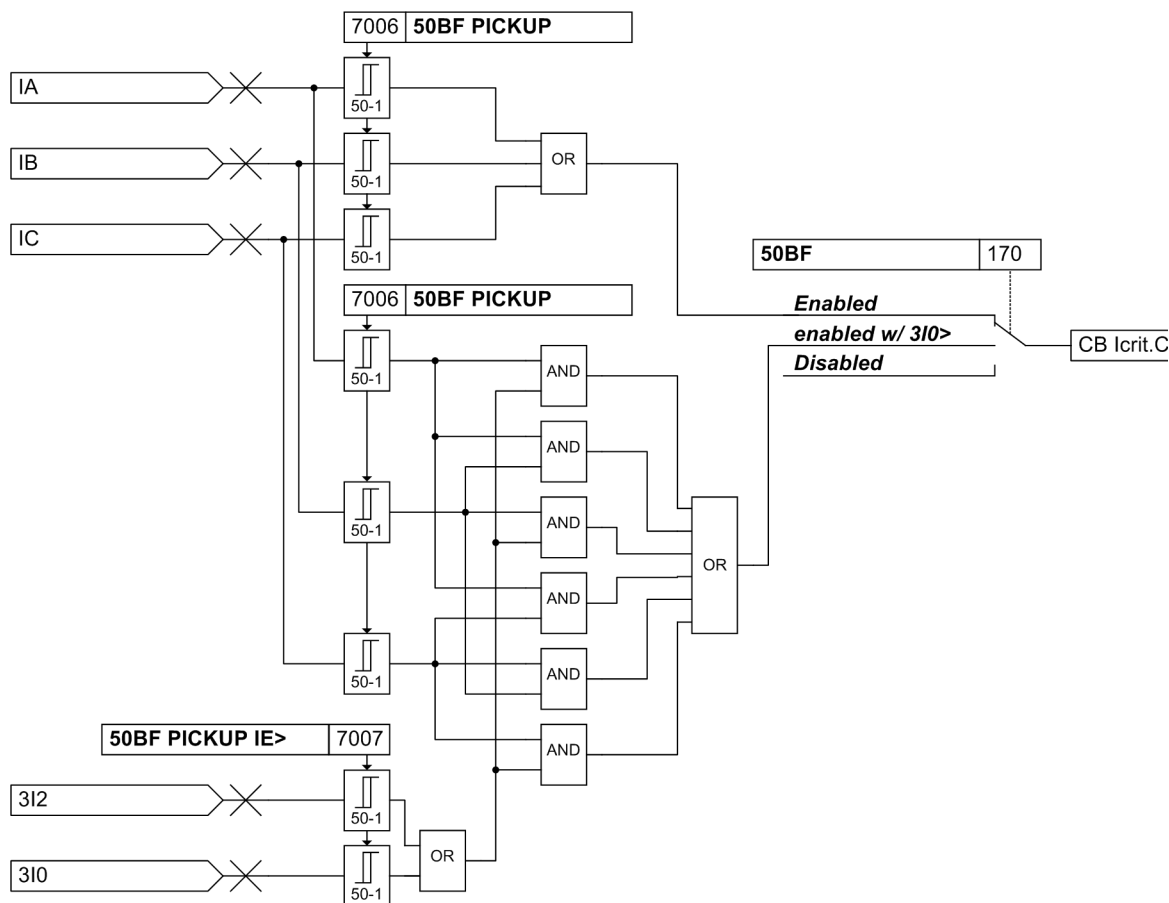 7006 50BF PICKUP
IA
50-1
IB
50-1
OR
IC
50-1
50BF 170
7006 50BF PICKUP
Enabled
enabled w/ 3I0>
CB Icrit.C
Disabled
50-1
AND
AND
50-1
AND
OR
AND
50-1
AND
50BF PICKUP IE> 7007
AND
3I2
50-1
OR
3I0
50-1